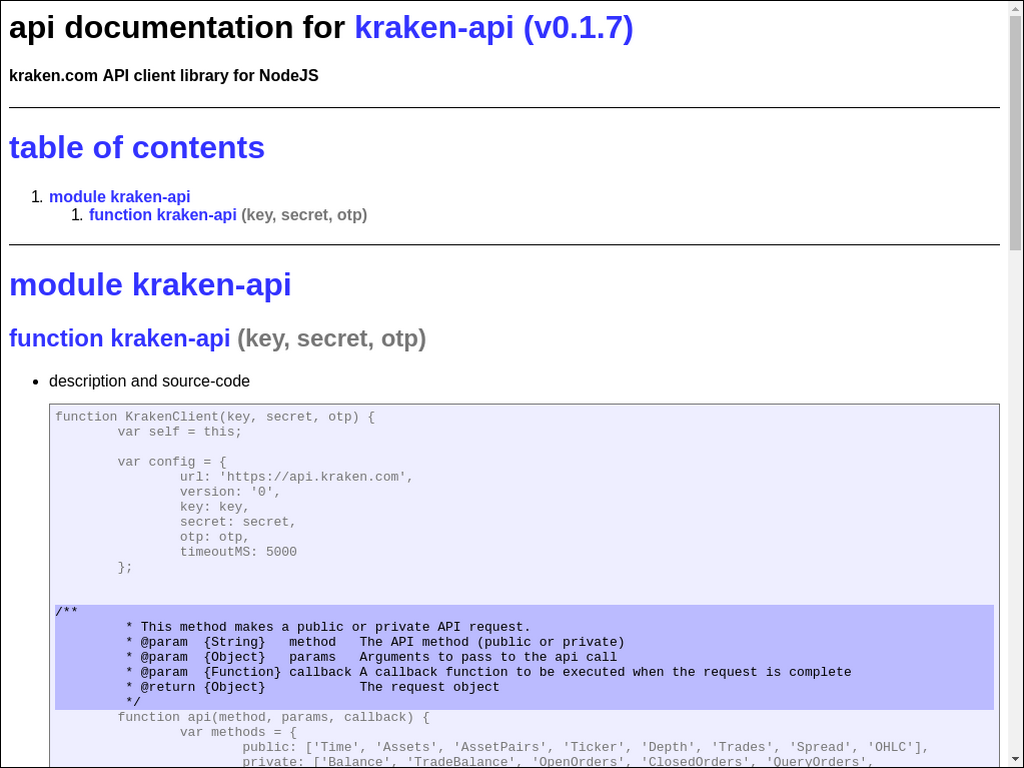 api documentation for kraken-api (v0.1.7)
kraken.com API client library for NodeJS
table of contents
1. module kraken-api
1. function kraken-api (key, secret, otp)
module kraken-api
function kraken-api (key, secret, otp)
• description and source-code
function KrakenClient(key, secret, otp) {
        var self = this;
        var config = {
                url: 'https://api.kraken.com',
                version: '0',
                key: key,
                secret: secret,
                otp: otp,
                timeoutMS: 5000
        };
/**
         * This method makes a public or private API request.
         * @param  {String}   method   The API method (public or private)
         * @param  {Object}   params   Arguments to pass to the api call
         * @param  {Function} callback A callback function to be executed when the request is complete
         * @return {Object}            The request object
         */
        function api(method, params, callback) {
                var methods = {
                        public: ['Time', 'Assets', 'AssetPairs', 'Ticker', 'Depth', 'Trades', 'Spread', 'OHLC'],
                        private: ['Balance', 'TradeBalance', 'OpenOrders', 'ClosedOrders', 'QueryOrders',